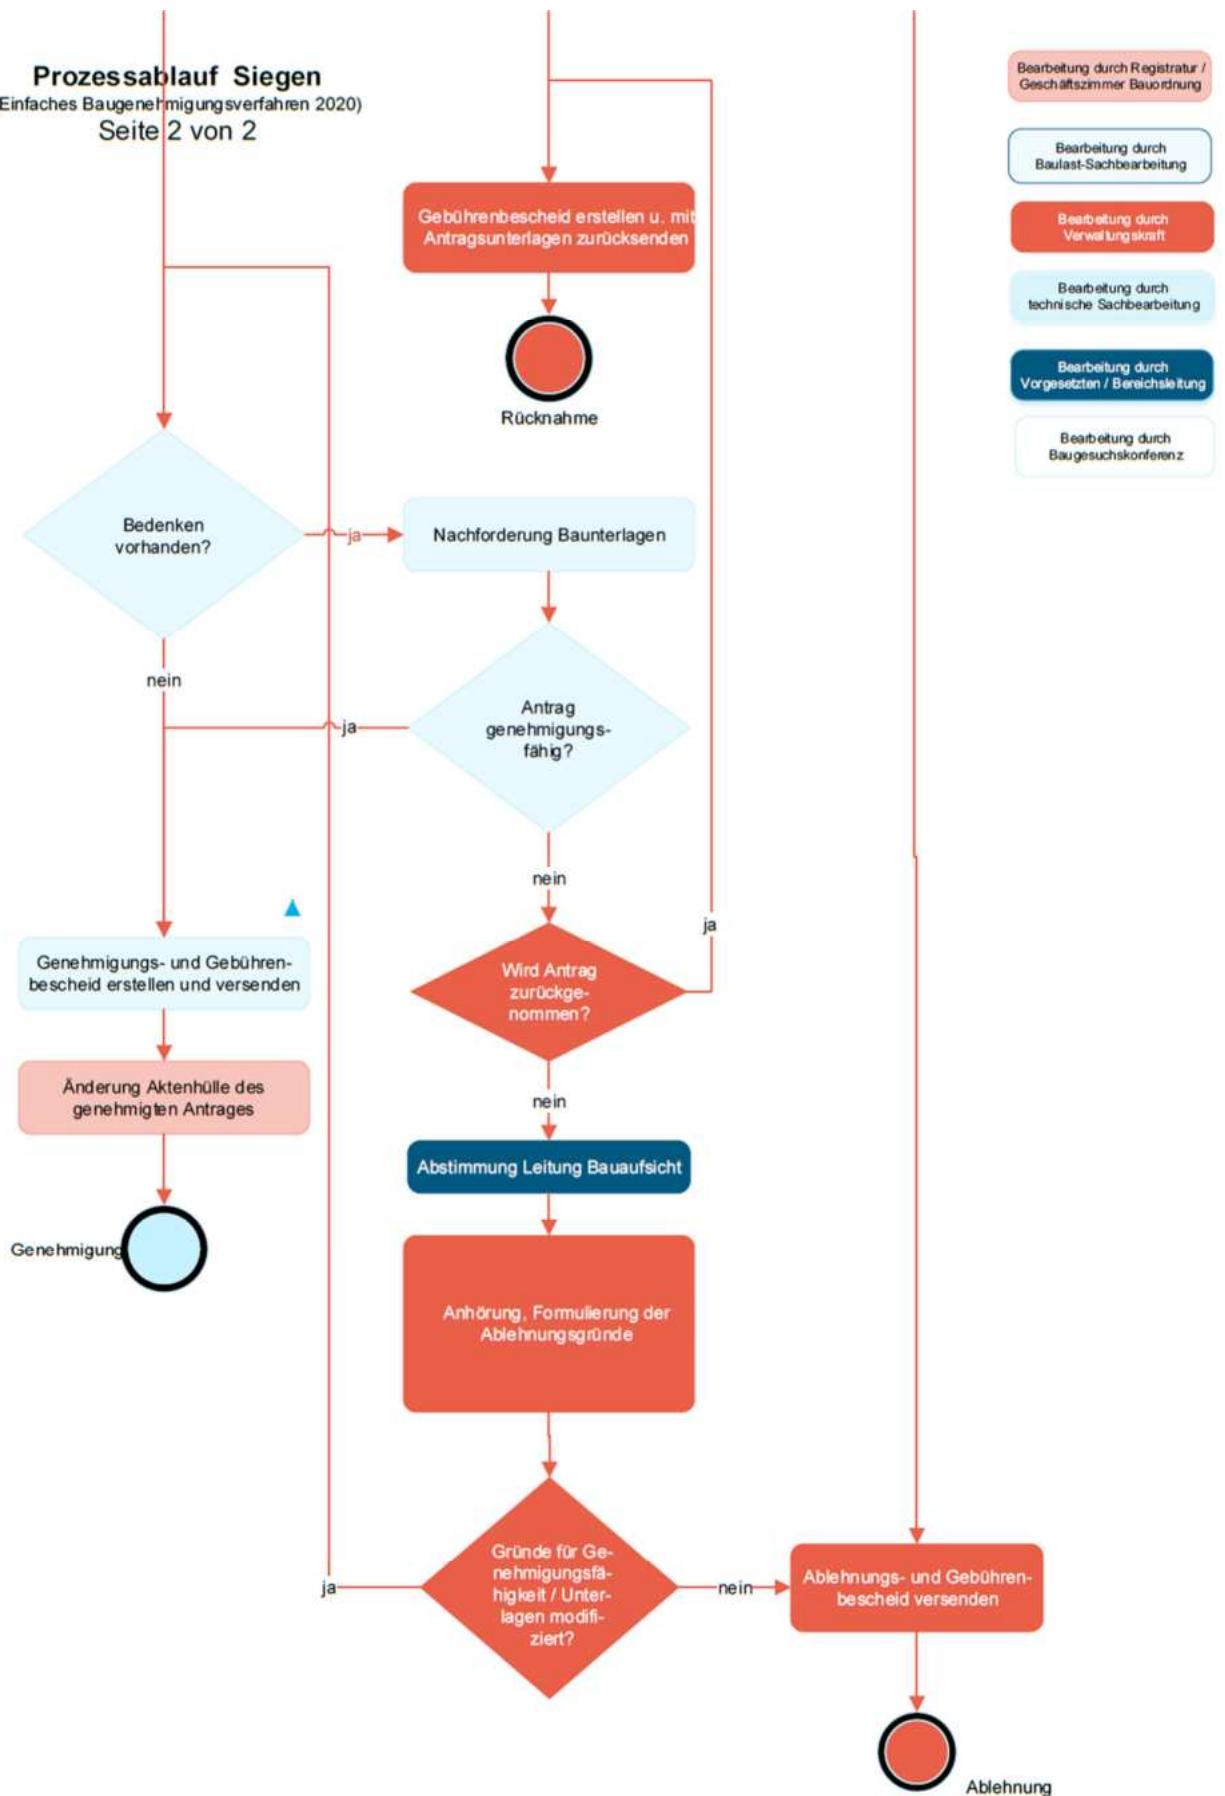 Prozessablauf Siegen
Einfaches Baugenehmigungsverfahren 2020)
Seite 2 von 2
Bearbeitung durch Registratur /
Geschäftszimmer Bauordnung
Bearbeitung durch
Baulast-Sachbearbeitung
Bearbeitung durch
Verwaltungskraft
Bearbeitung durch
technische Sachbearbeitung
Bearbeitung durch
Vorgesetzten / Bereichsleitung
Bearbeitung durch
Baugesuchskonferenz
Gebührenbescheid erstellen u. mit
Antragsunterlagen zurücksenden
Rücknahme
Bedenken
vorhanden?
ja
Nachforderung Baunterlagen
nein
Antrag
genehmigungs-
fähig?
ja
nein
ja
Genehmigungs- und Gebühren-
bescheid erstellen und versenden
Wird Antrag
zurückge-
nommen?
Änderung Aktenhülle des
genehmigten Antrages
nein
Abstimmung Leitung Bauaufsicht
Genehmigung
Anhörung, Formulierung der
Ablehnungsgründe
Gründe für Ge-
nehmigungsfä-
higkeit / Unter-
lagen modifi-
ziert?
ja
nein
Ablehnungs- und Gebühren-
bescheid versenden
Ablehnung